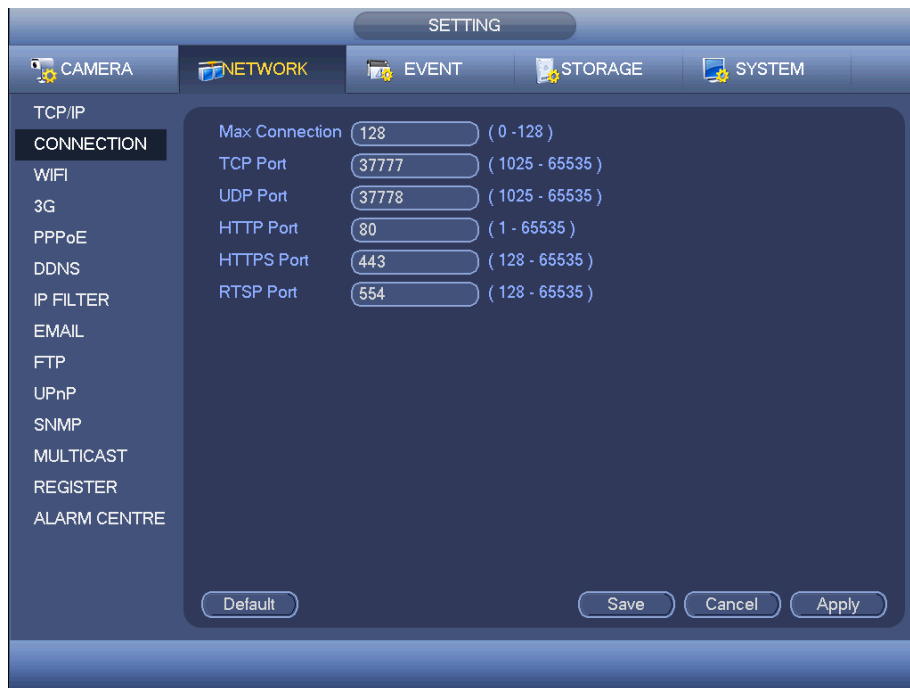 SETTING
CAMERA NETWORK EVENT STORAGE SYSTEM
TCP/IP
CONNECTION
WIFI
3G
PPPoE
DDNS
IP FILTER
EMAIL
FTP
UPnP
SNMP
MULTICAST
REGISTER
ALARM CENTRE
Max Connection 128 ( 0 -128 )
TCP Port 37777 ( 1025 - 65535 )
UDP Port 37778 ( 1025 - 65535 )
HTTP Port 80 ( 1 - 65535 )
HTTPS Port 443 ( 128 - 65535 )
RTSP Port 554 ( 128 - 65535 )
Default Save Cancel Apply